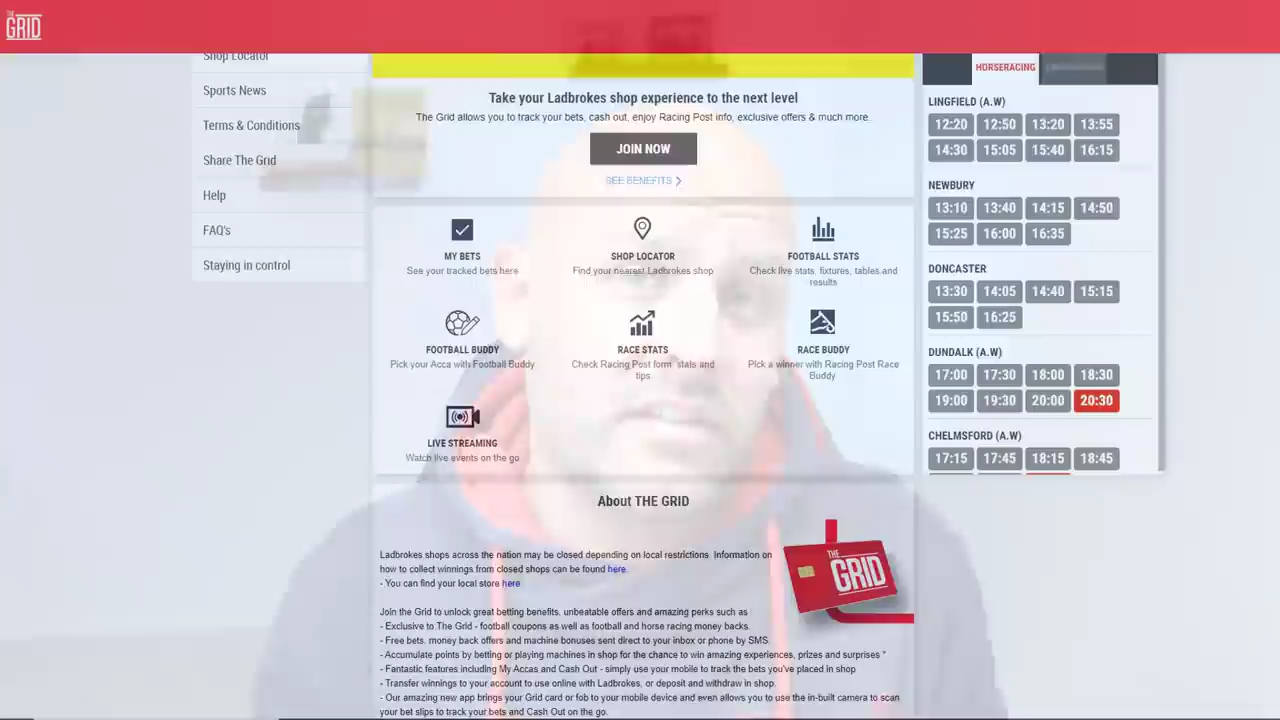 THE
GRID
Shop Locator
Sports News
Terms & Conditions
Share The Grid
Help
FAQ's
Staying in control
Take your Ladbrokes shop experience to the next level
The Grid allows you to track your bets, cash out, enjoy Racing Post info, exclusive offers & much more.
JOIN NOW
SEE BENEFITS
MY BETS
See your tracked bets here
SHOP LOCATOR
Find your nearest Ladbrokes shop
FOOTBALL STATS
Check live stats, fixtures, tables and
results
FOOTBALL BUDDY
Pick your Acca with Football Buddy
RACE STATS
Check Racing Post form stats and
tips
RACE BUDDY
Pick a winner with Racing Post Race
Buddy
LIVE STREAMING
Watch live events on the go
About THE GRID
Ladbrokes shops across the nation may be closed depending on local restrictions. Information on
how to collect winnings from closed shops can be found here.
- You can find your local store here
Join the Grid to unlock great betting benefits, unbeatable offers and amazing perks such as
- Exclusive to The Grid - football coupons as well as football and horse racing money backs.
- Free bets, money back offers and machine bonuses sent direct to your inbox or phone by SMS.
- Accumulate points by betting or playing machines in shop for the chance to win amazing experiences, prizes and surprises *
- Fantastic features including My Accas and Cash Out - simply use your mobile to track the bets you've placed in shop
- Transfer winnings to your account to use online with Ladbrokes, or deposit and withdraw in shop.
- Our amazing new app brings your Grid card or fob to your mobile device and even allows you to use the in-built camera to scan
your bet slips to track your bets and Cash Out on the go.
THE
GRID
HORSERACING
LINGFIELD (A.W)
12:20 12:50 13:20 13:55
14:30 15:05 15:40 16:15
NEWBURY
13:10 13:40 14:15 14:50
15:25 16:00 16:35
DONCASTER
13:30 14:05 14:40 15:15
15:50 16:25
DUNDALK (A.W)
17:00 17:30 18:00 18:30
19:00 19:30 20:00 20:30
CHELMSFORD (A.W)
17:15 17:45 18:15 18:45